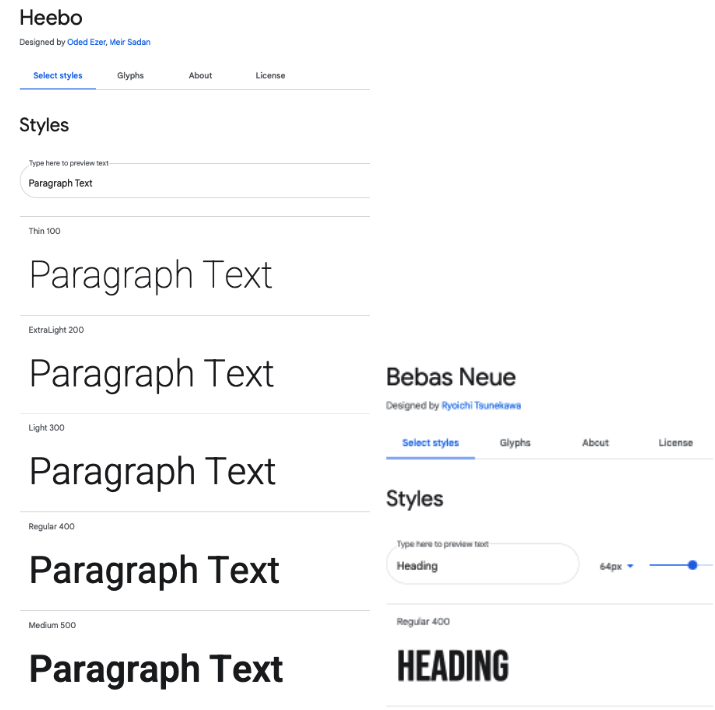 Heebo
Designed by Oded Ezer, Meir Sadan
Select styles Glyphs About License
Styles
Type here to preview text
Paragraph Text
Thin 100
Paragraph Text
ExtraLight 200
Paragraph Text
Light 300
Paragraph Text
Regular 400
Paragraph Text
Medium 500
Paragraph Text
Bebas Neue
Designed by Ryoichi Tsunekawa
Select styles Glyphs About License
Styles
Type here to preview text
Heading 64px
Regular 400
HEADING